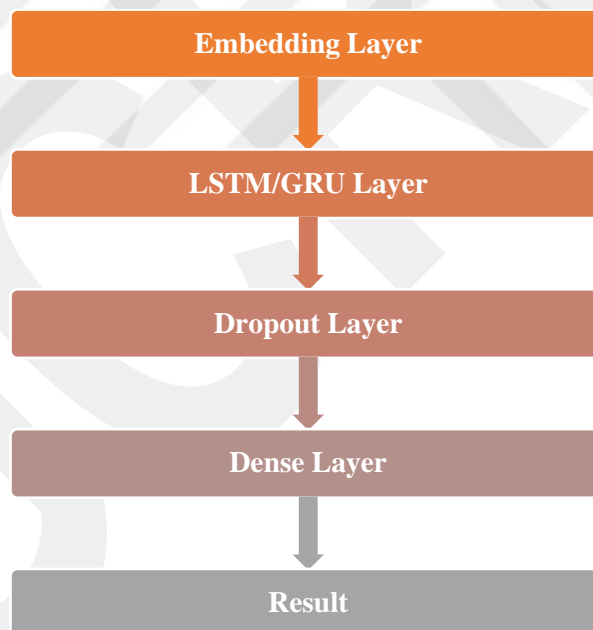 Embedding Layer
LSTM/GRU Layer
Dropout Layer
Dense Layer
Result